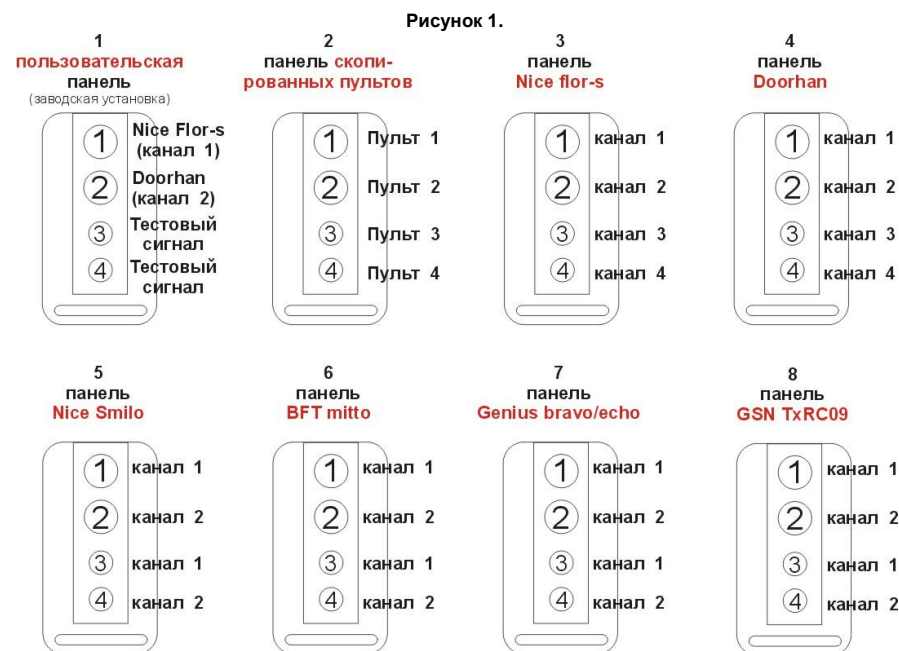 Рисунок 1.
1
пользовательская
панель
(заводская установка)
1 Nice Flor-s
(канал 1)
2 Doorhan
(канал 2)
3 Тестовый
сигнал
4 Тестовый
сигнал
2
панель скопи-
рованных пультов
1 Пульт 1
2 Пульт 2
3 Пульт 3
4 Пульт 4
3
панель
Nice flor-s
1 канал 1
2 канал 2
3 канал 3
4 канал 4
4
панель
Doorhan
1 канал 1
2 канал 2
3 канал 3
4 канал 4
5
панель
Nice Smilo
1 канал 1
2 канал 2
3 канал 1
4 канал 2
6
панель
BFT mitto
1 канал 1
2 канал 2
3 канал 1
4 канал 2
7
панель
Genius bravo/echo
1 канал 1
2 канал 2
3 канал 1
4 канал 2
8
панель
GSN TxRC09
1 канал 1
2 канал 2
3 канал 1
4 канал 2